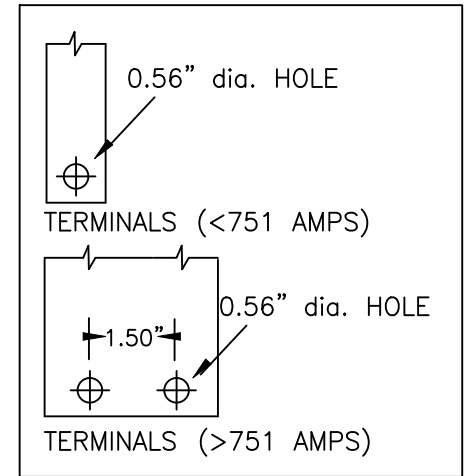 0.56” dia. HOLE
TERMINALS (<751 AMPS)
0.56” dia. HOLE
1.50”
TERMINALS (>751 AMPS)